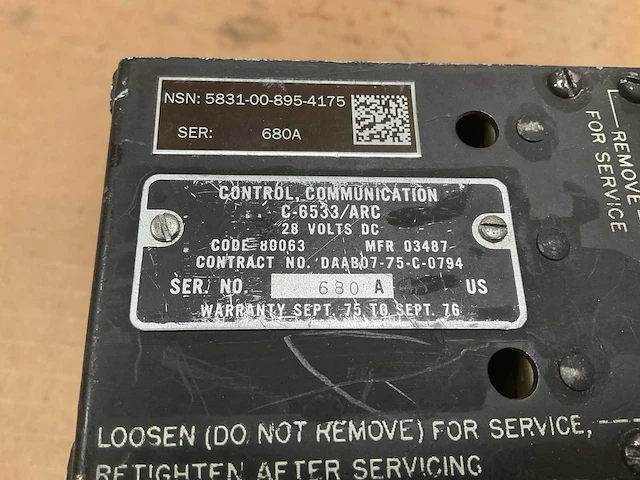 NSN: 5831-00-895-4175
SER: 680A
CONTROL, COMMUNICATION
C-6533/ARC
28 VOLTS DC
CODE 80063 MFR 03487
CONTRACT NO. DAAB07-75-C-0794
SER. NO. 680 A US
WARRANTY SEPT. 75 TO SEPT. 76
REMOVE
FOR SERVICE
LOOSEN (DO NOT REMOVE) FOR SERVICE,
RETIGHTEN AFTER SERVICING